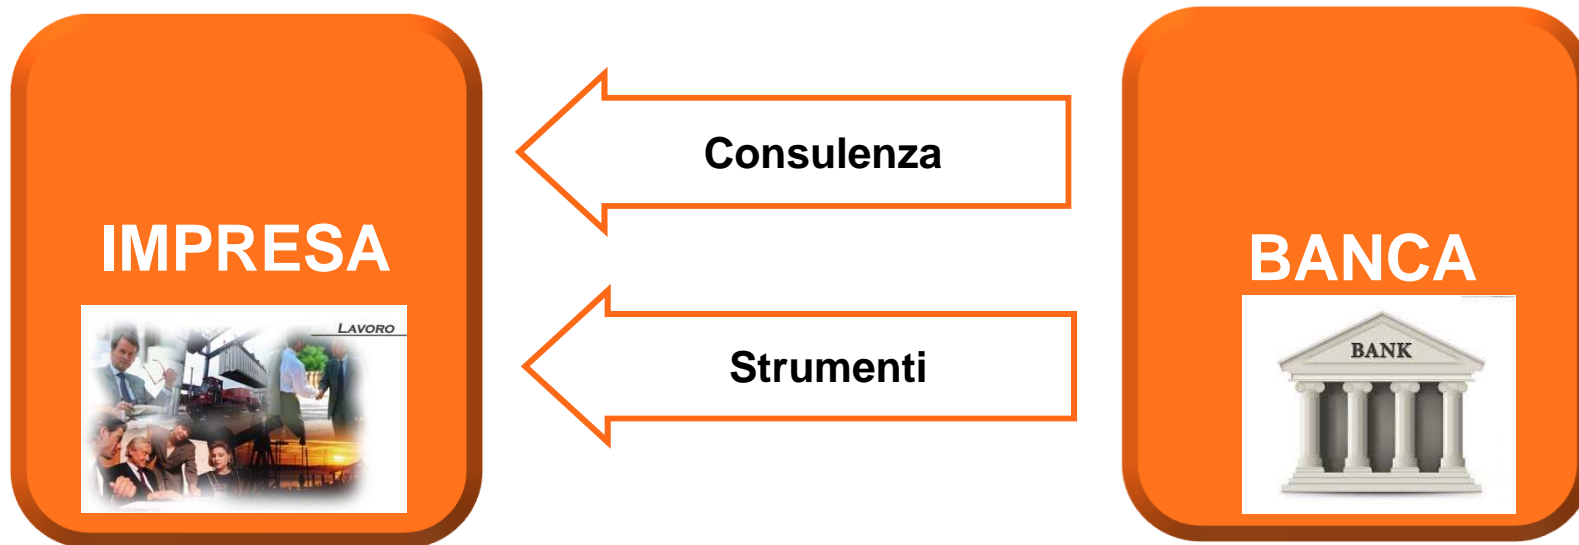 IMPRESA
LAVORO
Consulenza
Strumenti
BANCA
BANK